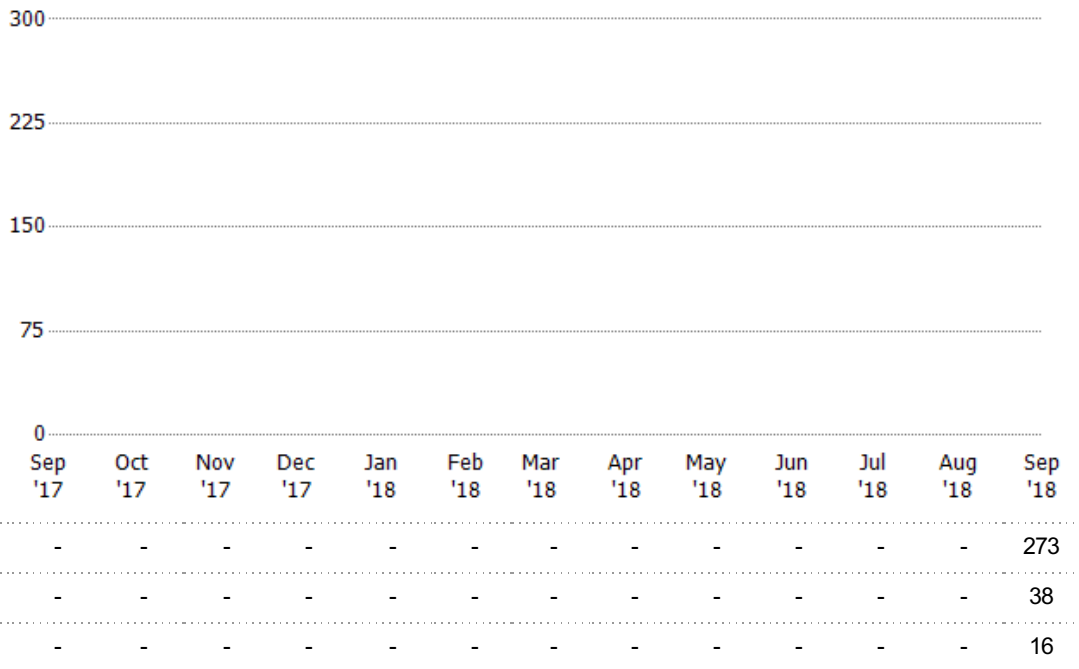 300
225
150
75
0
Sep Oct Nov Dec Jan Feb Mar Apr May Jun Jul Aug Sep
'17 '17 '17 '17 '18 '18 '18 '18 '18 '18 '18 '18 '18
- - - - - - - - - - - - 273
- - - - - - - - - - - - 38
- - - - - - - - - - - - 16